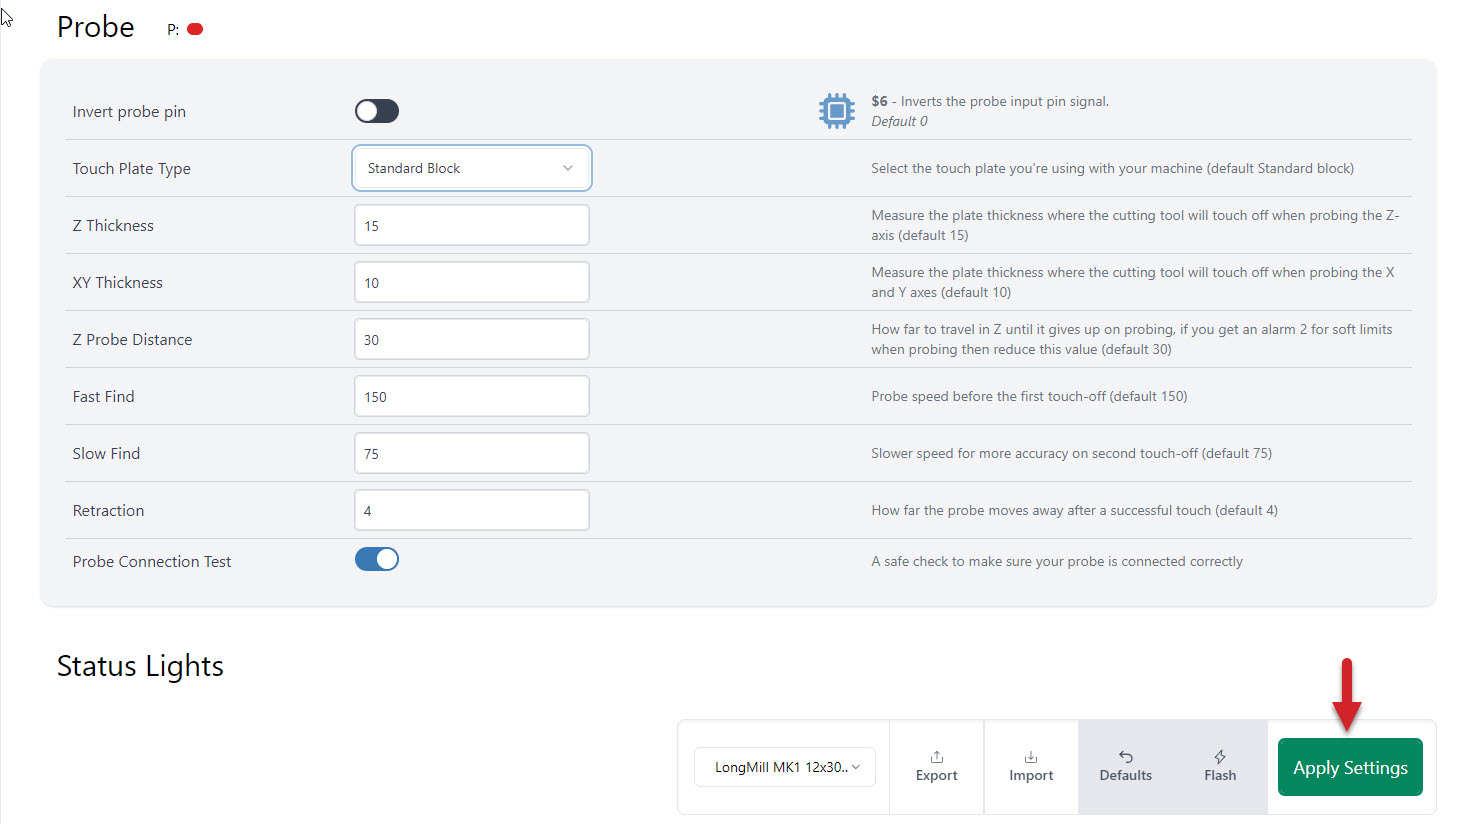 Probe P:
Invert probe pin
$6 - Inverts the probe input pin signal.
Default 0
Touch Plate Type
Standard Block
Select the touch plate you're using with your machine (default Standard block)
Z Thickness
15
Measure the plate thickness where the cutting tool will touch off when probing the Z-
axis (default 15)
XY Thickness
10
Measure the plate thickness where the cutting tool will touch off when probing the X
and Y axes (default 10)
Z Probe Distance
30
How far to travel in Z until it gives up on probing, if you get an alarm 2 for soft limits
when probing then reduce this value (default 30)
Fast Find
150
Probe speed before the first touch-off (default 150)
Slow Find
75
Slower speed for more accuracy on second touch-off (default 75)
Retraction
4
How far the probe moves away after a successful touch (default 4)
Probe Connection Test
A safe check to make sure your probe is connected correctly
Status Lights
LongMill MK1 12x30..
Export
Import
Defaults
Flash
Apply Settings